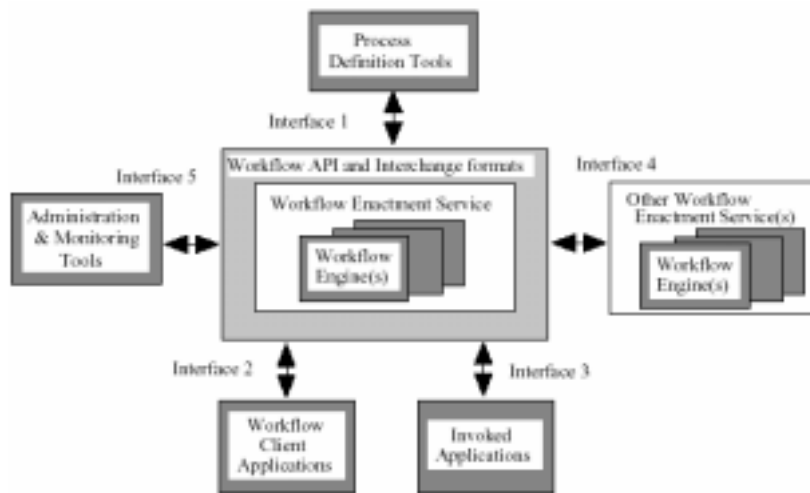 Process
Definition Tools
Interface 1
Workflow API and Interchange formats
Interface 4
Interface 5
Workflow Enactment Service
Other Workflow
Enactment Service(s)
Administration
& Monitoring
Tools
Workflow
Engine(s)
Workflow
Engine(s)
Interface 2
Interface 3
Workflow
Client
Applications
Invoked
Applications